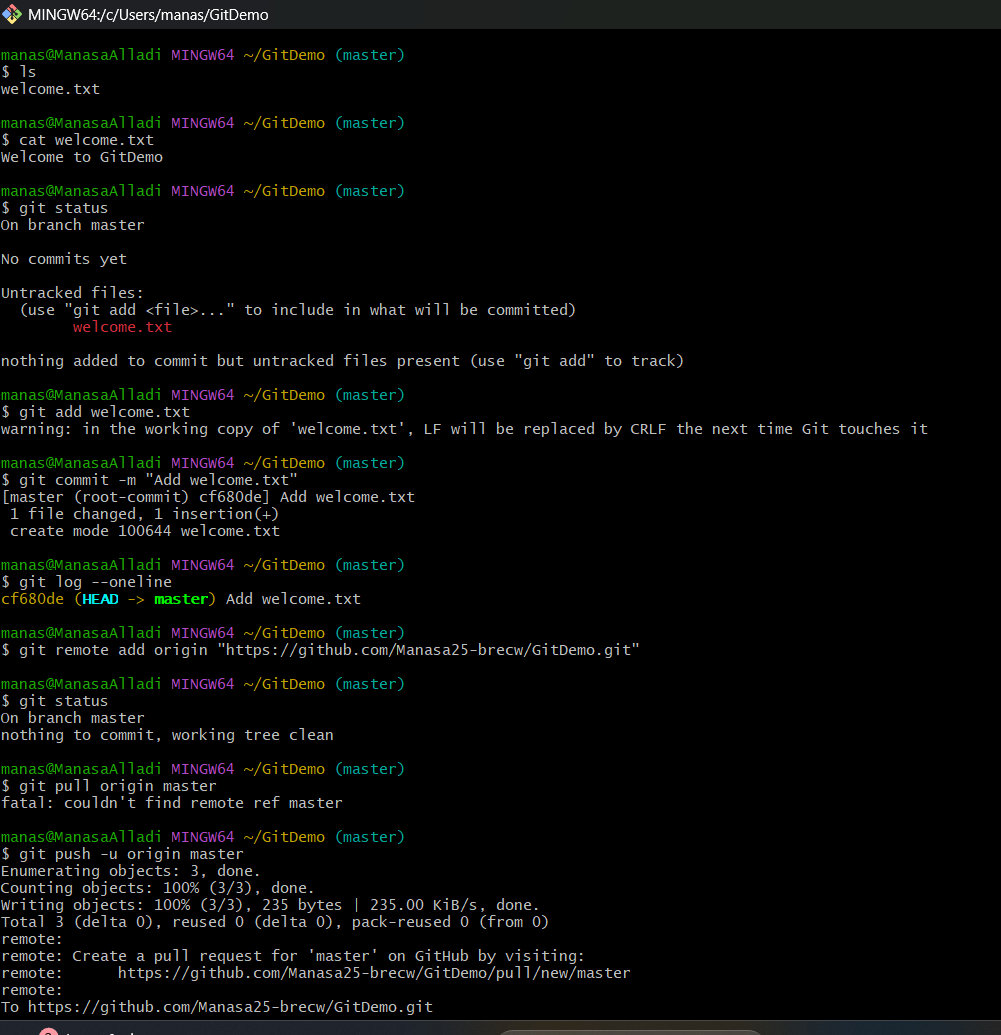 MINGW64:/c/Users/manas/GitDemo
manas@ManasaAlladi MINGW64 ~/GitDemo (master)
$ ls
welcome.txt
manas@ManasaAlladi MINGW64 ~/GitDemo (master)
$ cat welcome.txt
Welcome to GitDemo
manas@ManasaAlladi MINGW64 ~/GitDemo (master)
$ git status
On branch master
No commits yet
Untracked files:
  (use "git add <file>..." to include in what will be committed)
        welcome.txt
nothing added to commit but untracked files present (use "git add" to track)
manas@ManasaAlladi MINGW64 ~/GitDemo (master)
$ git add welcome.txt
warning: in the working copy of 'welcome.txt', LF will be replaced by CRLF the next time Git touches it
manas@ManasaAlladi MINGW64 ~/GitDemo (master)
$ git commit -m "Add welcome.txt"
[master (root-commit) cf680de] Add welcome.txt
 1 file changed, 1 insertion(+)
 create mode 100644 welcome.txt
manas@ManasaAlladi MINGW64 ~/GitDemo (master)
$ git log --oneline
cf680de (HEAD -> master) Add welcome.txt
manas@ManasaAlladi MINGW64 ~/GitDemo (master)
$ git remote add origin "https://github.com/Manasa25-brecw/GitDemo.git"
manas@ManasaAlladi MINGW64 ~/GitDemo (master)
$ git status
On branch master
nothing to commit, working tree clean
manas@ManasaAlladi MINGW64 ~/GitDemo (master)
$ git pull origin master
fatal: couldn't find remote ref master
manas@ManasaAlladi MINGW64 ~/GitDemo (master)
$ git push -u origin master
Enumerating objects: 3, done.
Counting objects: 100% (3/3), done.
Writing objects: 100% (3/3), 235 bytes | 235.00 KiB/s, done.
Total 3 (delta 0), reused 0 (delta 0), pack-reused 0 (from 0)
remote:
remote: Create a pull request for 'master' on GitHub by visiting:
remote:      https://github.com/Manasa25-brecw/GitDemo/pull/new/master
remote:
To https://github.com/Manasa25-brecw/GitDemo.git